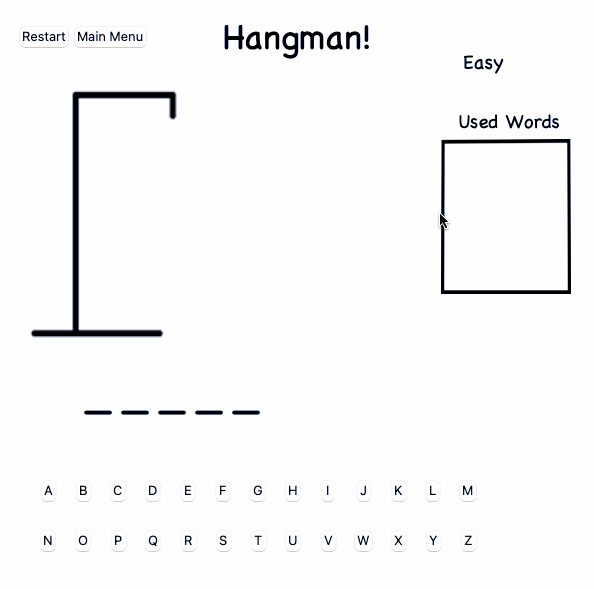 Restart Main Menu Hangman!
Easy
Used Words
A B C D E F G H I J K L M
N O P Q R S T U V W X Y Z